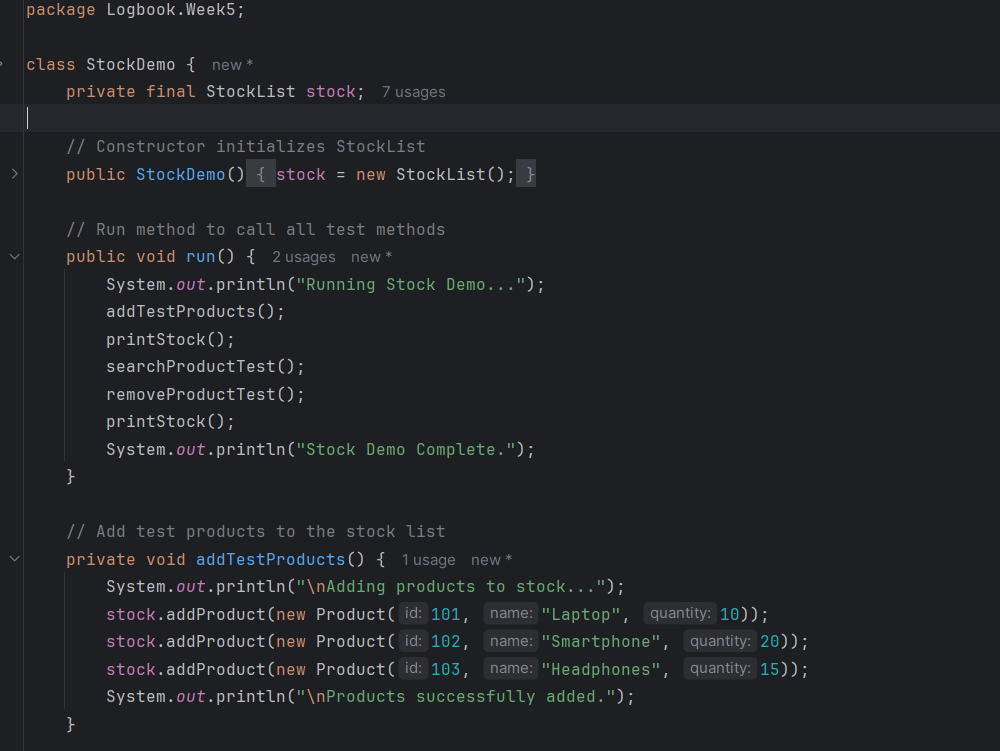 package Logbook.Week5;
class StockDemo { new *
    private final StockList stock; 7 usages
    // Constructor initializes StockList
    public StockDemo() { stock = new StockList(); }
    // Run method to call all test methods
    public void run() { 2 usages new *
        System.out.println("Running Stock Demo...");
        addTestProducts();
        printStock();
        searchProductTest();
        removeProductTest();
        printStock();
        System.out.println("Stock Demo Complete.");
    }
    // Add test products to the stock list
    private void addTestProducts() { 1 usage new *
        System.out.println("\nAdding products to stock...");
        stock.addProduct(new Product( id: 101, name: "Laptop", quantity: 10));
        stock.addProduct(new Product( id: 102, name: "Smartphone", quantity: 20));
        stock.addProduct(new Product( id: 103, name: "Headphones", quantity: 15));
        System.out.println("\nProducts successfully added.");
    }